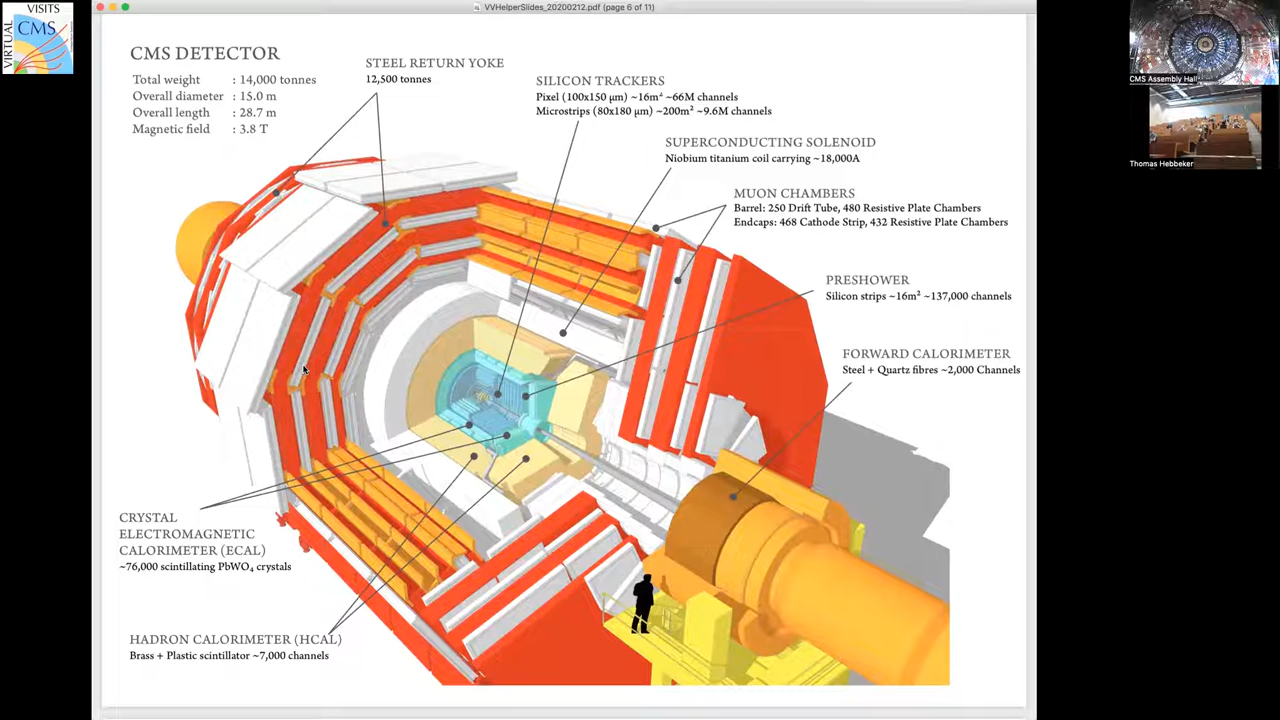 VVHelperSlides_20200212.pdf (page 6 of 11)
VISITS
VIRTUAL
CMS
CMS DETECTOR
Total weight : 14,000 tonnes
Overall diameter : 15.0 m
Overall length : 28.7 m
Magnetic field : 3.8 T
STEEL RETURN YOKE
12,500 tonnes
SILICON TRACKERS
Pixel (100x150 μm) ~16m² ~66M channels
Microstrips (80x180 μm) ~200m² ~9.6M channels
SUPERCONDUCTING SOLENOID
Niobium titanium coil carrying ~18,000A
MUON CHAMBERS
Barrel: 250 Drift Tube, 480 Resistive Plate Chambers
Endcaps: 468 Cathode Strip, 432 Resistive Plate Chambers
PRESHOWER
Silicon strips ~16m² ~137,000 channels
FORWARD CALORIMETER
Steel + Quartz fibres ~2,000 Channels
CRYSTAL
ELECTROMAGNETIC
CALORIMETER (ECAL)
~76,000 scintillating PbWO₄ crystals
HADRON CALORIMETER (HCAL)
Brass + Plastic scintillator ~7,000 channels
CMS Assembly Hall
Thomas Hebbeker